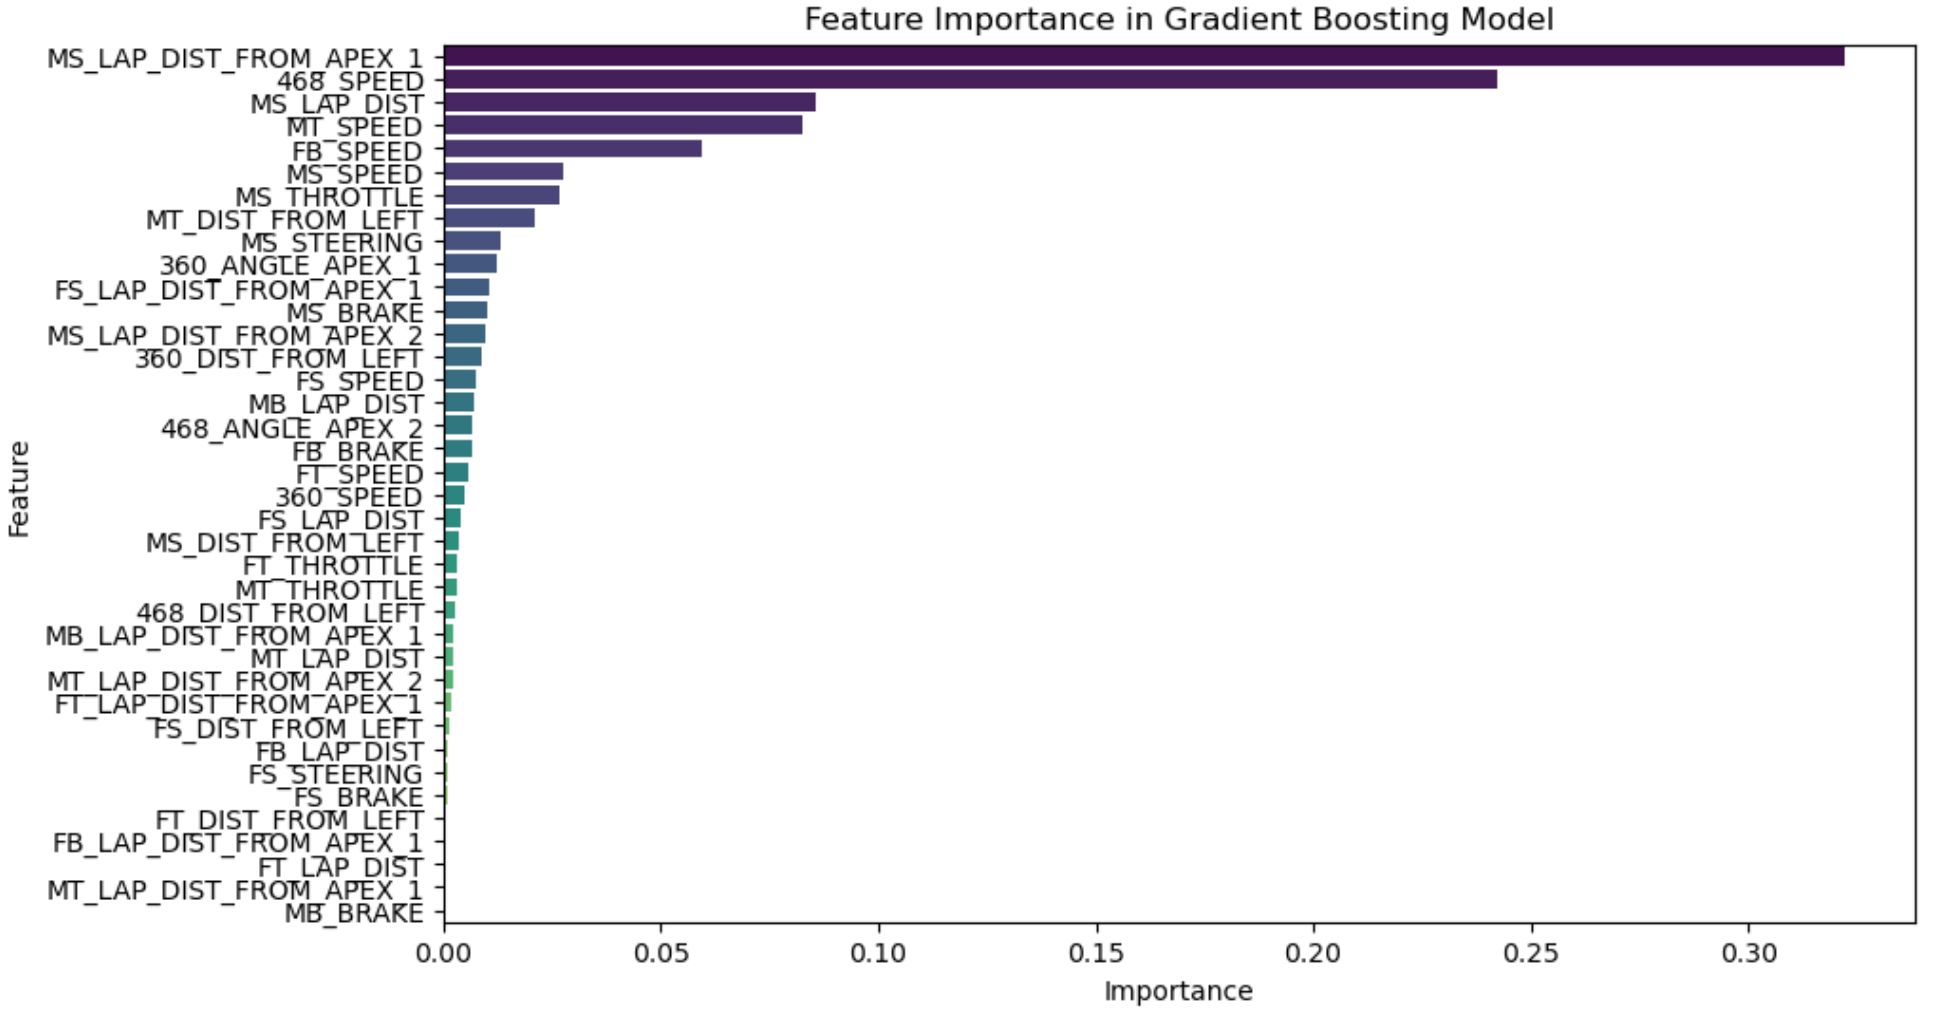 Feature Importance in Gradient Boosting Model
MS_LAP_DIST_FROM_APEX_1
468_SPEED
MS_LAP_DIST
MT_SPEED
FB_SPEED
MS_SPEED
MS_THROTTLE
MT_DIST_FROM_LEFT
MS_STEERING
360_ANGLE_APEX_1
FS_LAP_DIST_FROM_APEX_1
MS_BRAKE
MS_LAP_DIST_FROM_APEX_2
360_DIST_FROM_LEFT
FS_SPEED
MB_LAP_DIST
468_ANGLE_APEX_2
FB_BRAKE
FT_SPEED
360_SPEED
FS_LAP_DIST
MS_DIST_FROM_LEFT
FT_THROTTLE
MT_THROTTLE
468_DIST_FROM_LEFT
MB_LAP_DIST_FROM_APEX_1
MT_LAP_DIST
MT_LAP_DIST_FROM_APEX_2
FT_LAP_DIST_FROM_APEX_1
FS_DIST_FROM_LEFT
FB_LAP_DIST
FS_STEERING
FS_BRAKE
FT_DIST_FROM_LEFT
FB_LAP_DIST_FROM_APEX_1
FT_LAP_DIST
MT_LAP_DIST_FROM_APEX_1
MB_BRAKE
Feature
0.00 0.05 0.10 0.15 0.20 0.25 0.30
Importance